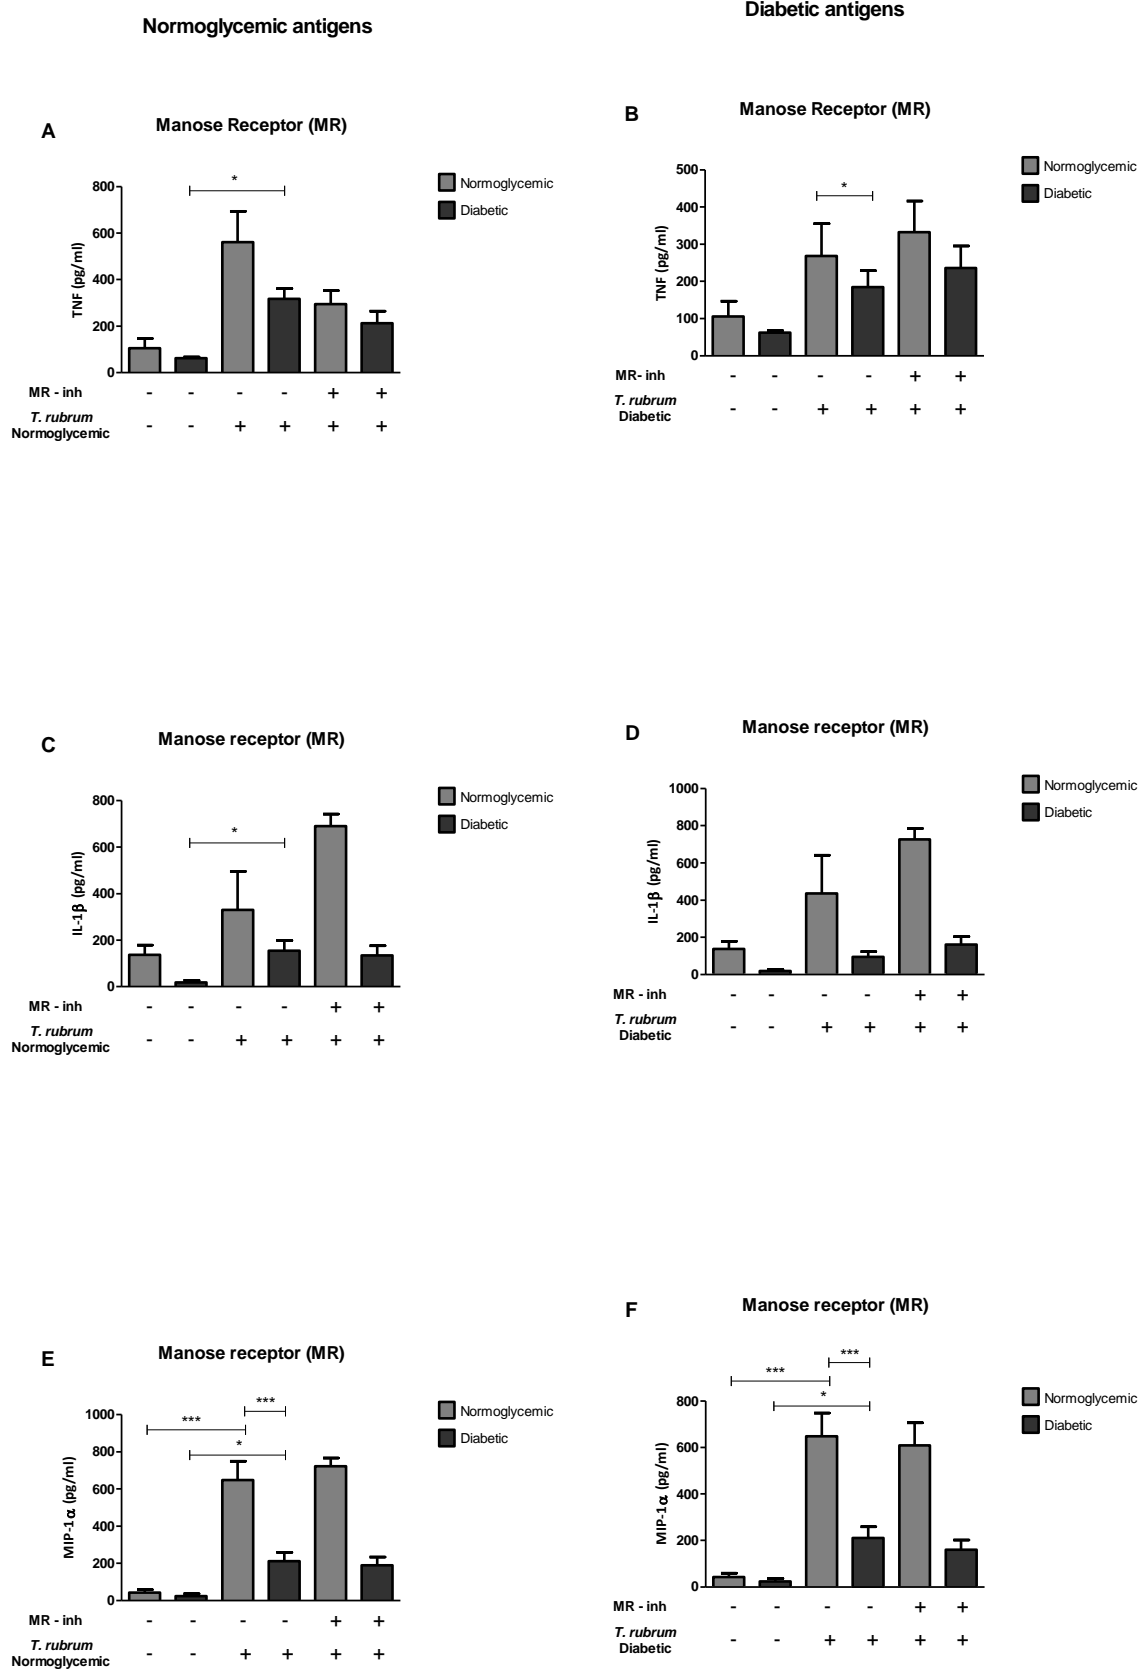 Normoglycemic antigens
Diabetic antigens
A
Manose Receptor (MR)
*
Normoglycemic
Diabetic
TNF (pg/ml)
800
600
400
200
0
MR - inh
- - - - + +
T. rubrum
Normoglycemic
- - + + + +
B
Manose Receptor (MR)
*
Normoglycemic
Diabetic
TNF (pg/ml)
500
400
300
200
100
0
MR- inh
- - - - + +
T. rubrum
Diabetic
- - + + + +
C
Manose receptor (MR)
*
Normoglycemic
Diabetic
IL-1β (pg/ml)
800
600
400
200
0
MR - inh
- - - - + +
T. rubrum
Normoglycemic
- - + + + +
D
Manose receptor (MR)
Normoglycemic
Diabetic
IL-1β (pg/ml)
1000
800
600
400
200
0
MR - inh
- - - - + +
T. rubrum
Diabetic
- - + + + +
E
Manose receptor (MR)
***
***
*
Normoglycemic
Diabetic
MIP-1α (pg/ml)
1000
800
600
400
200
0
MR - inh
- - - - + +
T. rubrum
Normoglycemic
- - + + + +
F
Manose receptor (MR)
***
***
*
Normoglycemic
Diabetic
MIP-1α (pg/ml)
800
600
400
200
0
MR - inh
- - - - + +
T. rubrum
Diabetic
- - + + + +